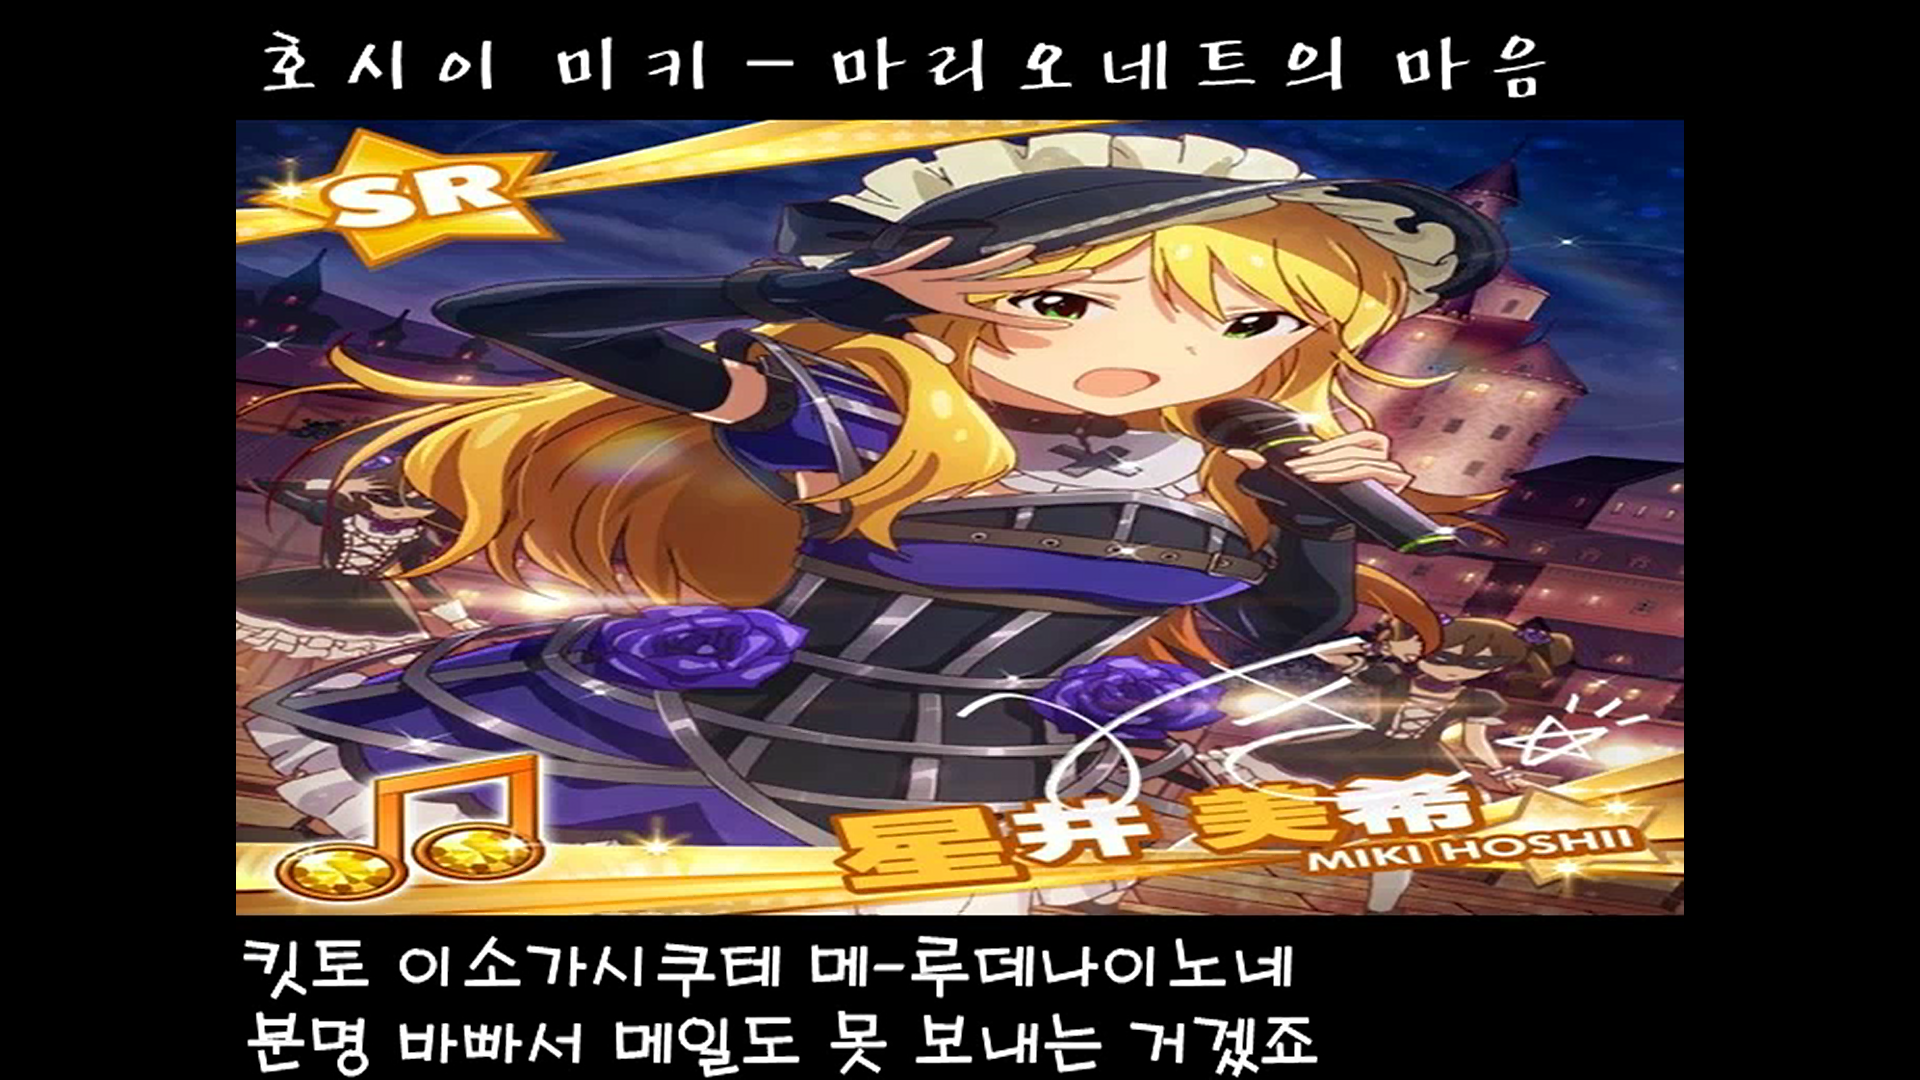 호시이 미키 - 마리오네트의 마음
SR
星井 美希
MIKI HOSHII
킷토 이소가시쿠테 메-루데나이노네
분명 바빠서 메일도 못 보내는 거겠죠